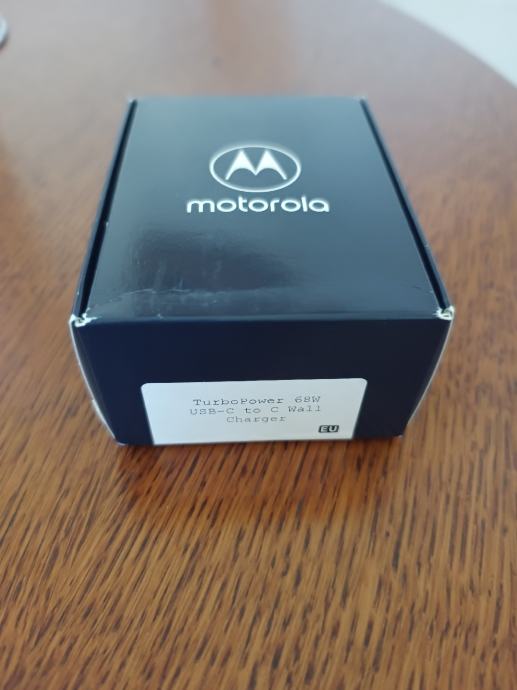 motorola
TurboPower 68W
USB-C to C Wall
Charger
EU